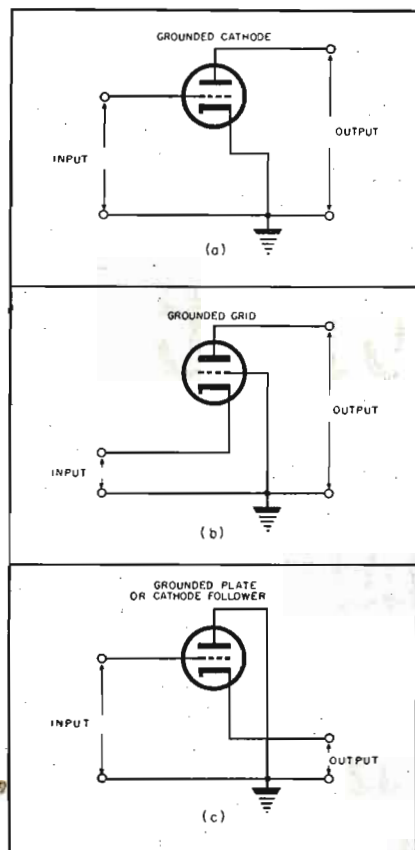 GROUNDED CATHODE
INPUT
OUTPUT
(a)
GROUNDED GRID
INPUT
OUTPUT
(b)
GROUNDED PLATE
OR CATHODE FOLLOWER
INPUT
OUTPUT
(c)